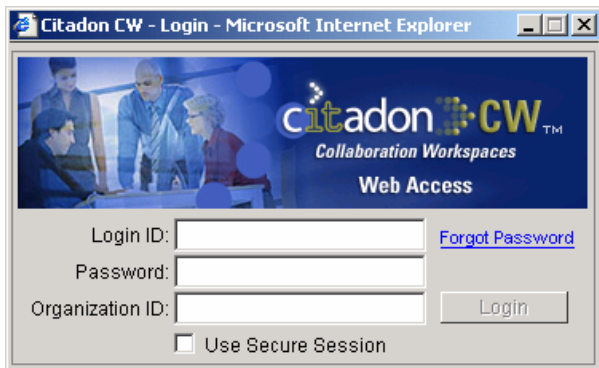 Citadon CW - Login - Microsoft Internet Explorer
citadon CW TM
Collaboration Workspaces
Web Access
Login ID:
Forgot Password
Password:
Organization ID:
Login
Use Secure Session